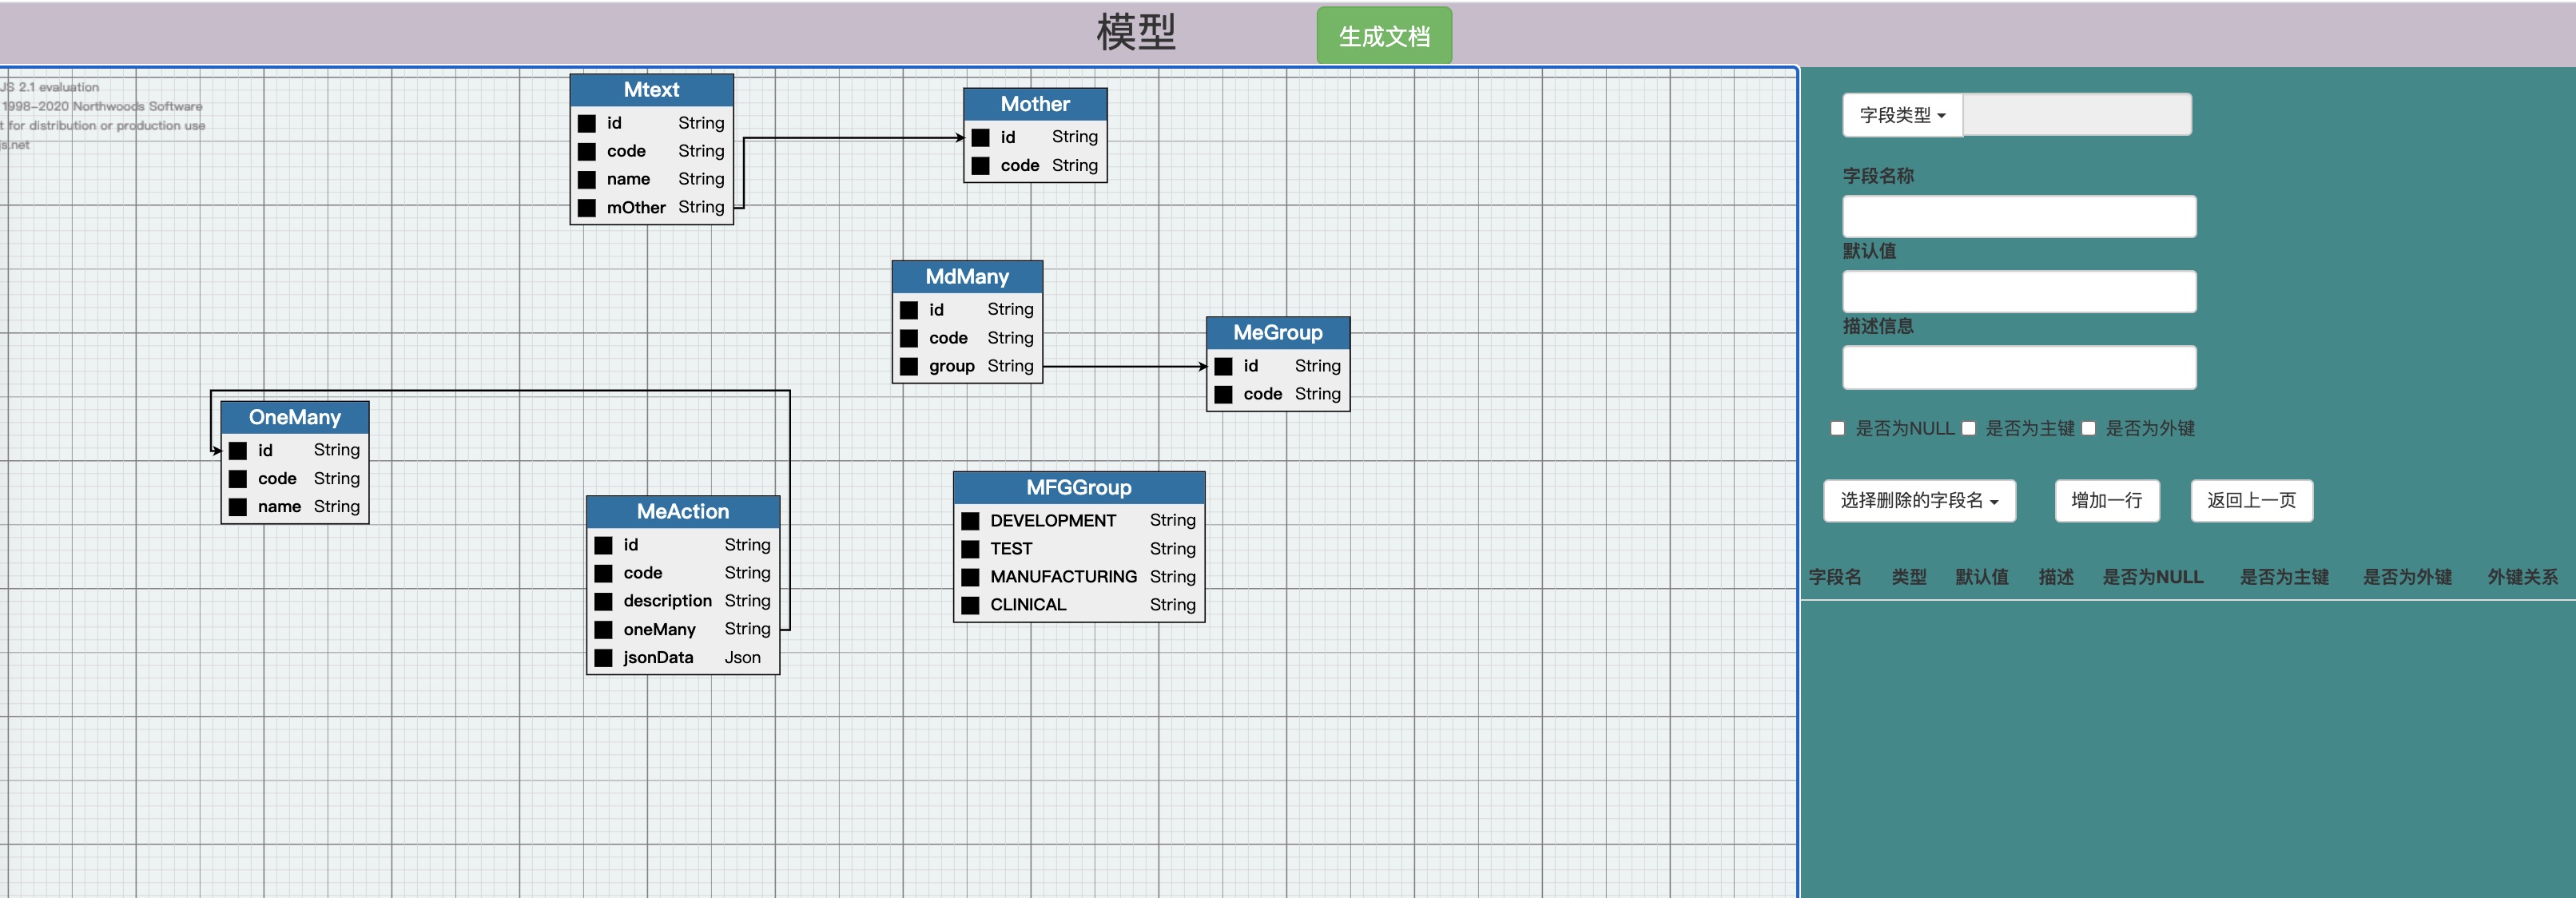 模型
生成文档
JS 2.1 evaluation
1998-2020 Northwoods Software
t for distribution or production use
js.net
Mtext
id String
code String
name String
mOther String
Mother
id String
code String
MdMany
id String
code String
group String
MeGroup
id String
code String
OneMany
id String
code String
name String
MeAction
id String
code String
description String
oneMany String
jsonData Json
MFGGroup
DEVELOPMENT String
TEST String
MANUFACTURING String
CLINICAL String
字段类型
字段名称
默认值
描述信息
是否为NULL 是否为主键 是否为外键
选择删除的字段名 增加一行 返回上一页
字段名 类型 默认值 描述 是否为NULL 是否为主键 是否为外键 外键关系